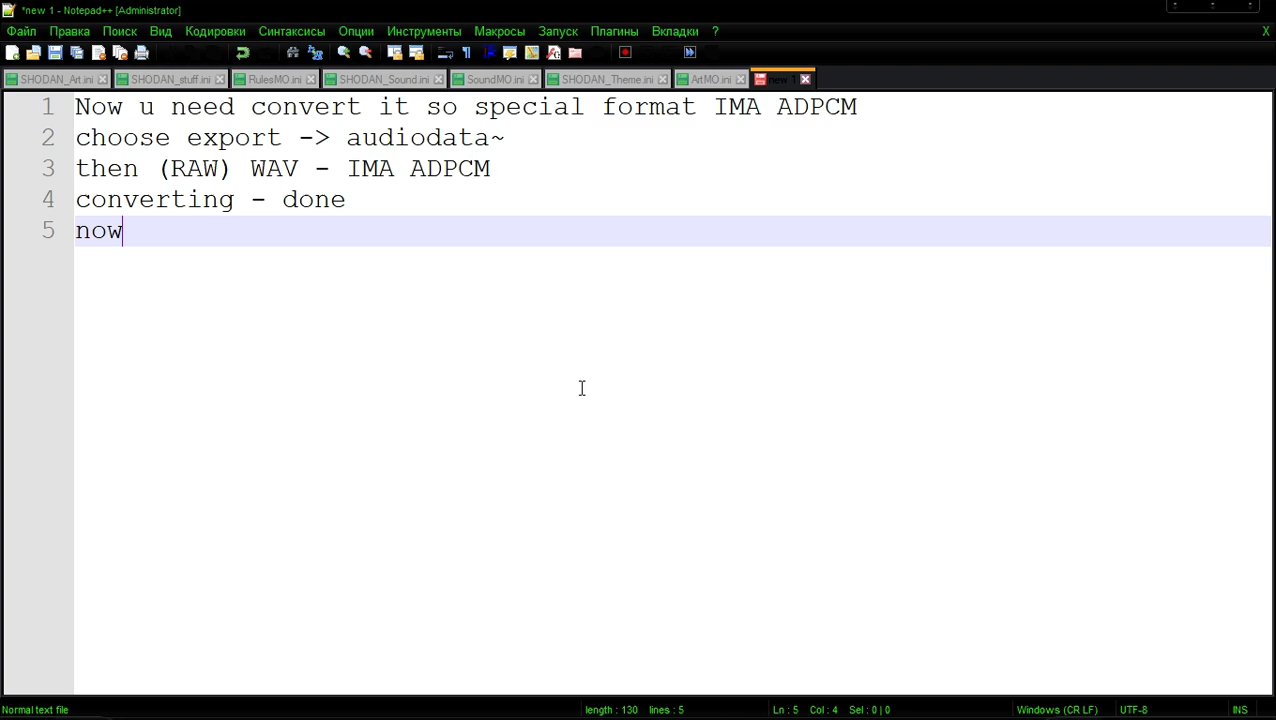 *new 1 - Notepad++ [Administrator]
Файл Правка Поиск Вид Кодировки Синтаксисы Опции Инструменты Макросы Запуск Плагины Вкладки ? X
SHODAN_Art.ini SHODAN_stuff.ini RulesMO.ini SHODAN_Sound.ini SoundMO.ini SHODAN_Theme.ini ArtMO.ini new 1
1 Now u need convert it so special format IMA ADPCM
2 choose export -> audiodata~
3 then (RAW) WAV - IMA ADPCM
4 converting - done
5 now
Normal text file length : 130 lines : 5 Ln : 5 Col : 4 Sel : 0 | 0 Windows (CR LF) UTF-8 INS